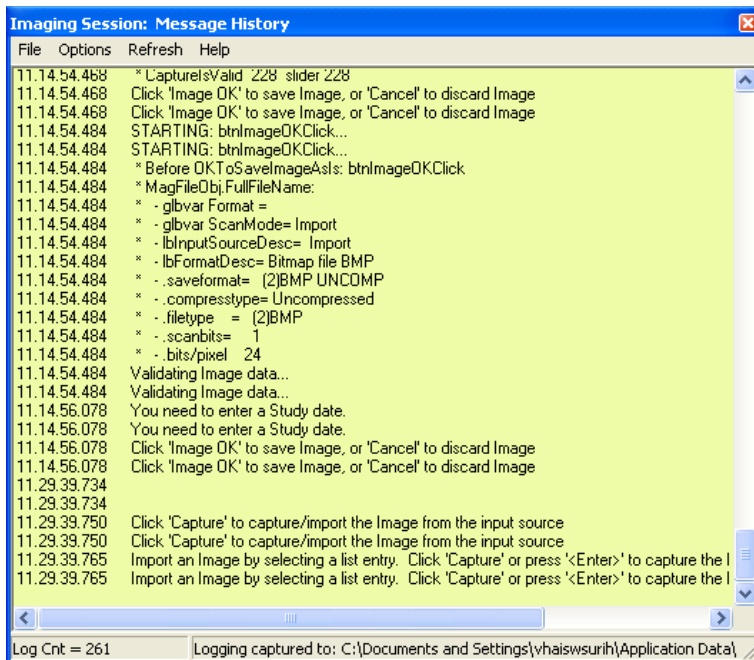 Imaging Session: Message History
File Options Refresh Help
11.14.54.468 * CaptureIsValid 228 slider 228
11.14.54.468 Click 'Image OK' to save Image, or 'Cancel' to discard Image
11.14.54.468 Click 'Image OK' to save Image, or 'Cancel' to discard Image
11.14.54.484 STARTING: btnImageOKClick...
11.14.54.484 STARTING: btnImageOKClick...
11.14.54.484 * Before OKToSaveImageAsIs: btnImageOKClick
11.14.54.484 * MagFileObj.FullFileName:
11.14.54.484 * - glbvar Format =
11.14.54.484 * - glbvar ScanMode= Import
11.14.54.484 * - lbInputSourceDesc= Import
11.14.54.484 * - lbFormatDesc= Bitmap file BMP
11.14.54.484 * - .saveformat= (2)BMP UNCOMP
11.14.54.484 * - .compresstype= Uncompressed
11.14.54.484 * - .filetype = (2)BMP
11.14.54.484 * - .scanbits= 1
11.14.54.484 * - .bits/pixel 24
11.14.54.484 Validating Image data...
11.14.54.484 Validating Image data...
11.14.56.078 You need to enter a Study date.
11.14.56.078 You need to enter a Study date.
11.14.56.078 Click 'Image OK' to save Image, or 'Cancel' to discard Image
11.14.56.078 Click 'Image OK' to save Image, or 'Cancel' to discard Image
11.29.39.734
11.29.39.734
11.29.39.750 Click 'Capture' to capture/import the Image from the input source
11.29.39.750 Click 'Capture' to capture/import the Image from the input source
11.29.39.765 Import an Image by selecting a list entry. Click 'Capture' or press '<Enter>' to capture the I
11.29.39.765 Import an Image by selecting a list entry. Click 'Capture' or press '<Enter>' to capture the I
Log Cnt = 261 Logging captured to: C:\Documents and Settings\vhaiswsurih\Application Data\